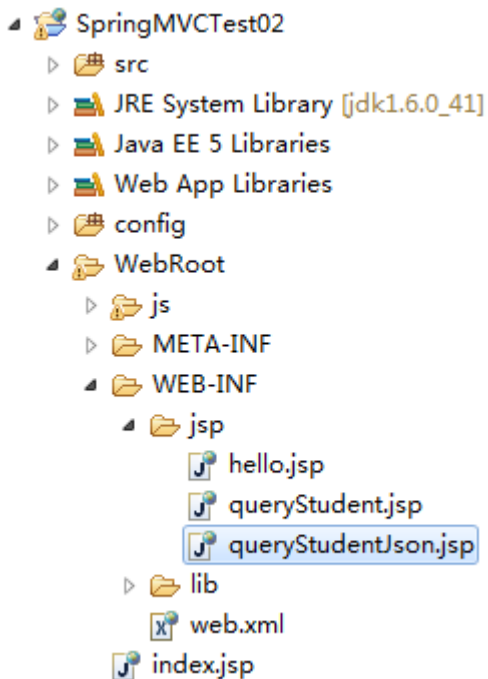 SpringMVCTest02
src
JRE System Library [jdk1.6.0_41]
Java EE 5 Libraries
Web App Libraries
config
WebRoot
js
META-INF
WEB-INF
jsp
hello.jsp
queryStudent.jsp
queryStudentJson.jsp
lib
web.xml
index.jsp